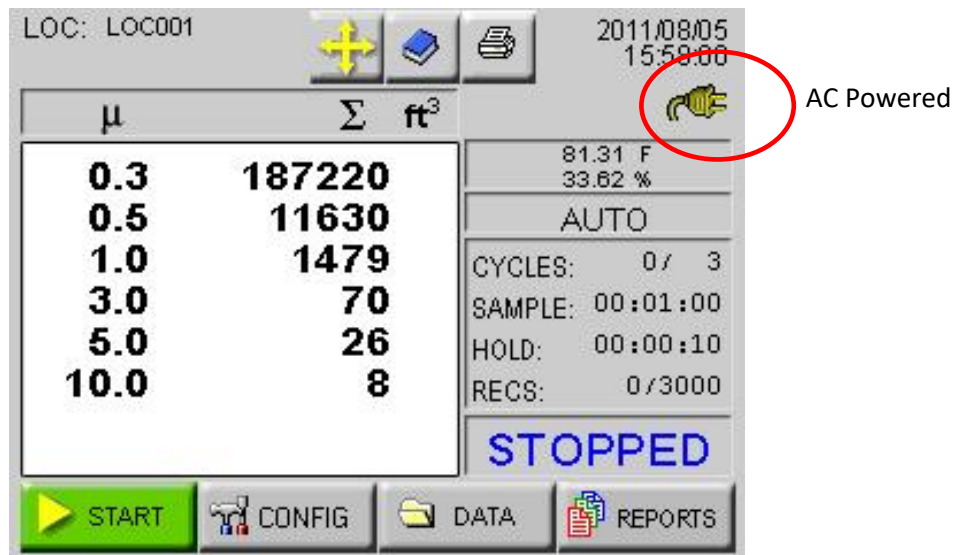 LOC: LOC001
2011/08/05
15:58:00
AC Powered
µ Σ ft³
81.31 F
33.62 %
0.3 187220
0.5 11630
1.0 1479
3.0 70
5.0 26
10.0 8
AUTO
CYCLES: 0/ 3
SAMPLE: 00:01:00
HOLD: 00:00:10
RECS: 0/3000
STOPPED
START
CONFIG
DATA
REPORTS